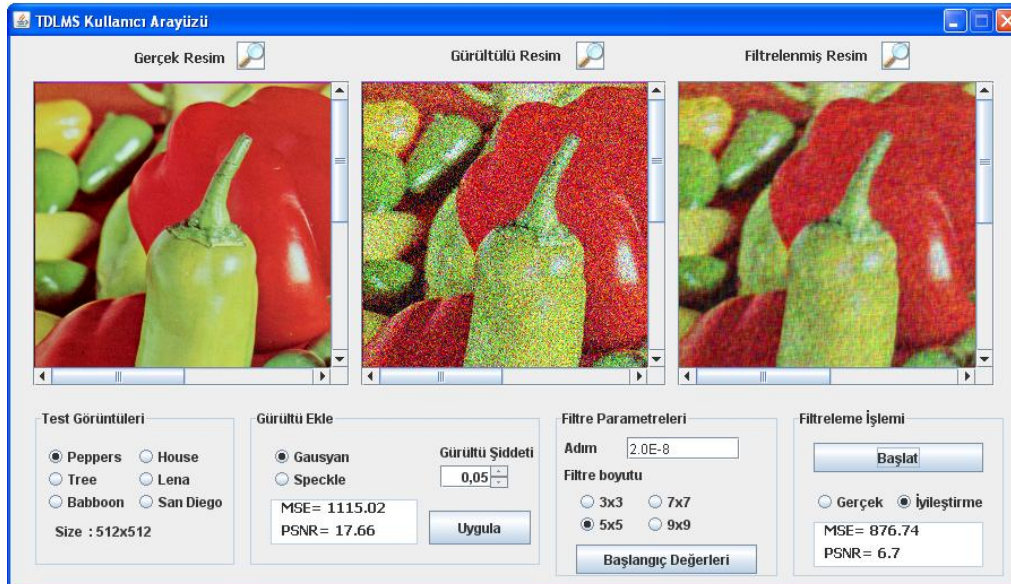 TDLMS Kullanıcı Arayüzü
Gerçek Resim
Gürültülü Resim
Filtrelenmiş Resim
Test Görüntüleri
Peppers
House
Tree
Lena
Babboon
San Diego
Size : 512x512
Gürültü Ekle
Gausyan
Speckle
Gürültü Şiddeti
0,05
MSE= 1115.02
PSNR= 17.66
Uygula
Filtre Parametreleri
Adım
2.0E-8
Filtre boyutu
3x3
7x7
5x5
9x9
Başlangıç Değerleri
Filtreleme İşlemi
Başlat
Gerçek
İyileştirme
MSE= 876.74
PSNR= 6.7